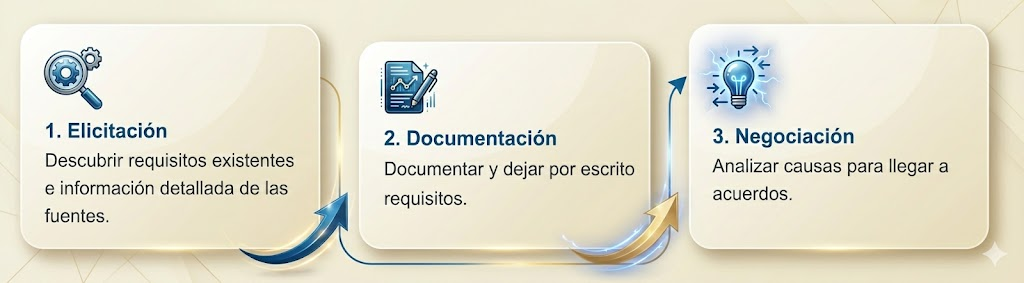 1. Elicitación
Descubrir requisitos existentes
e información detallada de las
fuentes.
2. Documentación
Documentar y dejar por escrito
requisitos.
3. Negociación
Analizar causas para llegar a
acuerdos.